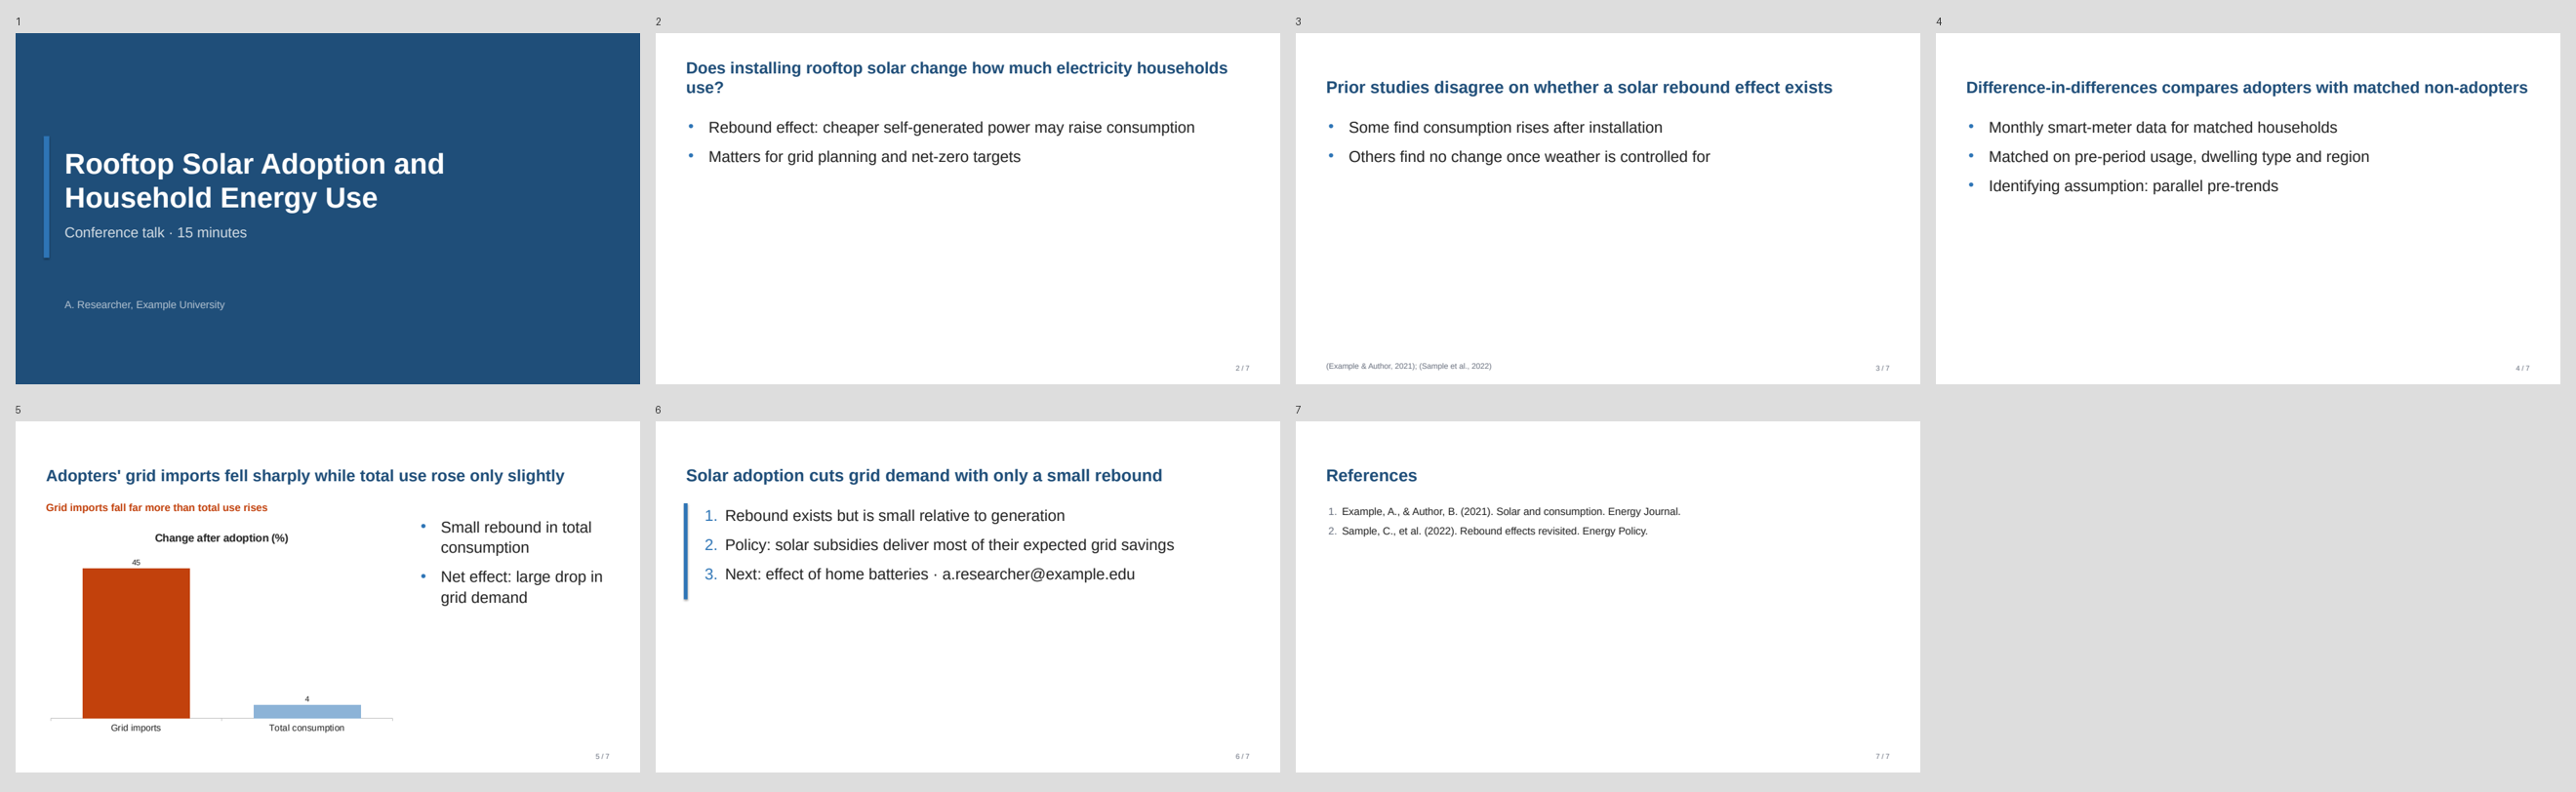 1
Rooftop Solar Adoption and
Household Energy Use
Conference talk · 15 minutes
A. Researcher, Example University
2
Does installing rooftop solar change how much electricity households
use?
• Rebound effect: cheaper self-generated power may raise consumption
• Matters for grid planning and net-zero targets
2 / 7
3
Prior studies disagree on whether a solar rebound effect exists
• Some find consumption rises after installation
• Others find no change once weather is controlled for
(Example & Author, 2021); (Sample et al., 2022)
3 / 7
4
Difference-in-differences compares adopters with matched non-adopters
• Monthly smart-meter data for matched households
• Matched on pre-period usage, dwelling type and region
• Identifying assumption: parallel pre-trends
4 / 7
5
Adopters' grid imports fell sharply while total use rose only slightly
Grid imports fall far more than total use rises
Change after adoption (%)
45
4
Grid imports
Total consumption
• Small rebound in total
consumption
• Net effect: large drop in
grid demand
5 / 7
6
Solar adoption cuts grid demand with only a small rebound
1. Rebound exists but is small relative to generation
2. Policy: solar subsidies deliver most of their expected grid savings
3. Next: effect of home batteries · a.researcher@example.edu
6 / 7
7
References
1. Example, A., & Author, B. (2021). Solar and consumption. Energy Journal.
2. Sample, C., et al. (2022). Rebound effects revisited. Energy Policy.
7 / 7